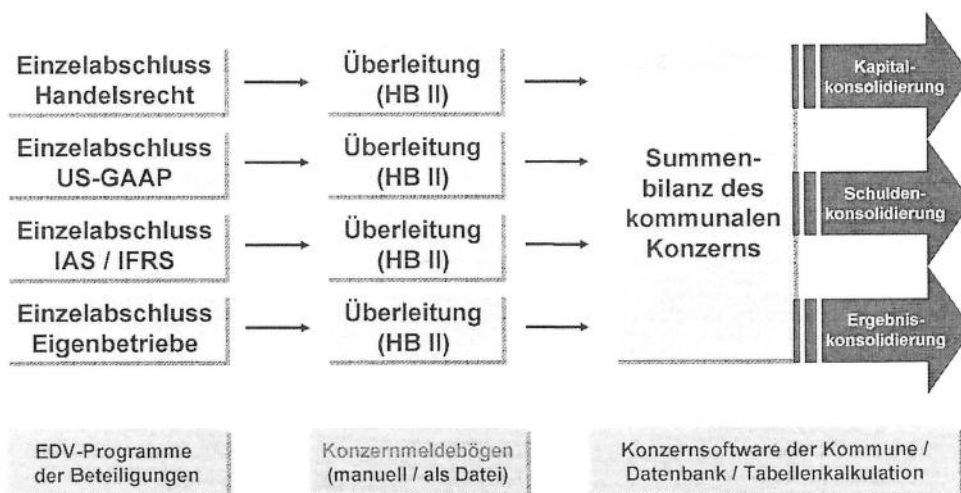 Einzelabschluss
Handelsrecht
Überleitung
(HB II)
Einzelabschluss
US-GAAP
Überleitung
(HB II)
Einzelabschluss
IAS / IFRS
Überleitung
(HB II)
Einzelabschluss
Eigenbetriebe
Überleitung
(HB II)
Summen-
bilanz des
kommunalen
Konzerns
Kapital-
konsolidierung
Schulden-
konsolidierung
Ergebnis-
konsolidierung
EDV-Programme
der Beteiligungen
Konzernmeldebögen
(manuell / als Datei)
Konzernsoftware der Kommune /
Datenbank / Tabellenkalkulation